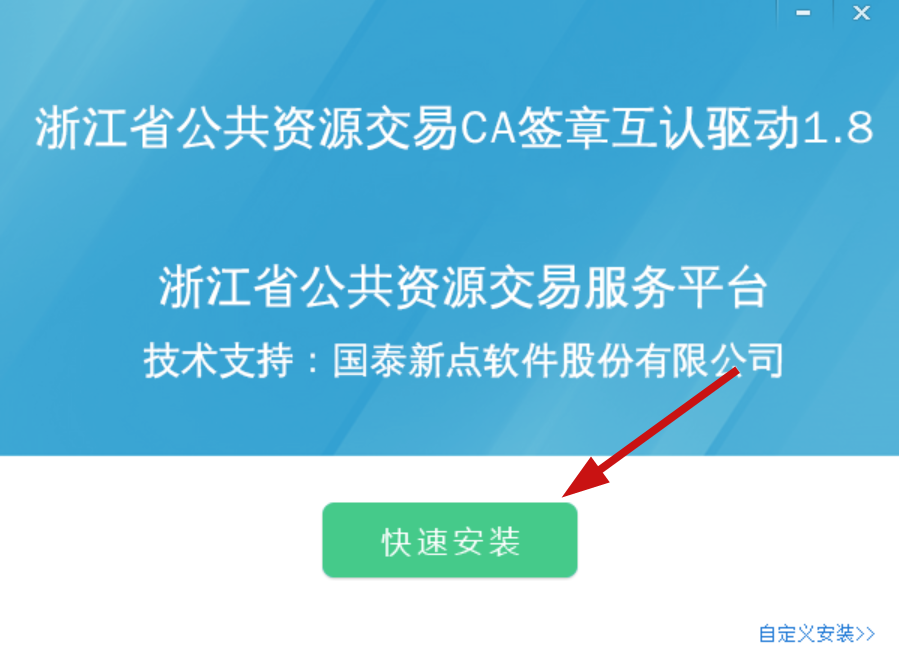 浙江省公共资源交易CA签章互认驱动1.8
浙江省公共资源交易服务平台
技术支持：国泰新点软件股份有限公司
快速安装
自定义安装>>